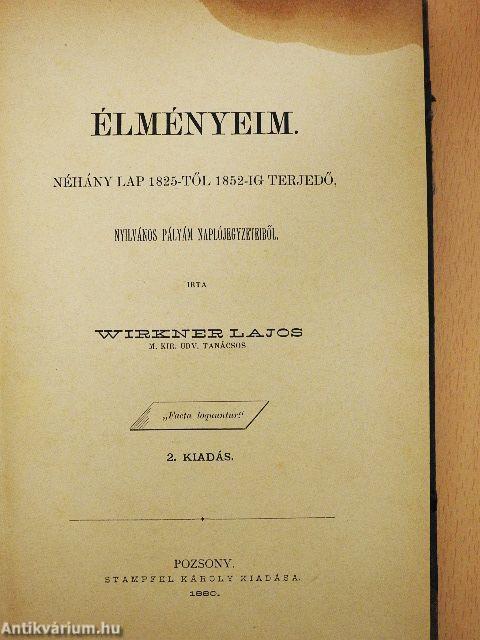 ÉLMÉNYEIM.
NÉHÁNY LAP 1825-TŐL 1852-IG TERJEDŐ,
NYILVÁNOS PÁLYÁM NAPLÓJEGYZETEIBŐL.
IRTA
WIRKNER LAJOS
M. KIR. UDV. TANÁCSOS
„Facta loquuntur!"
2. KIADÁS.
POZSONY.
STAMPFEL KÁROLY KIADÁSA.
1880.
Antikvárium.hu